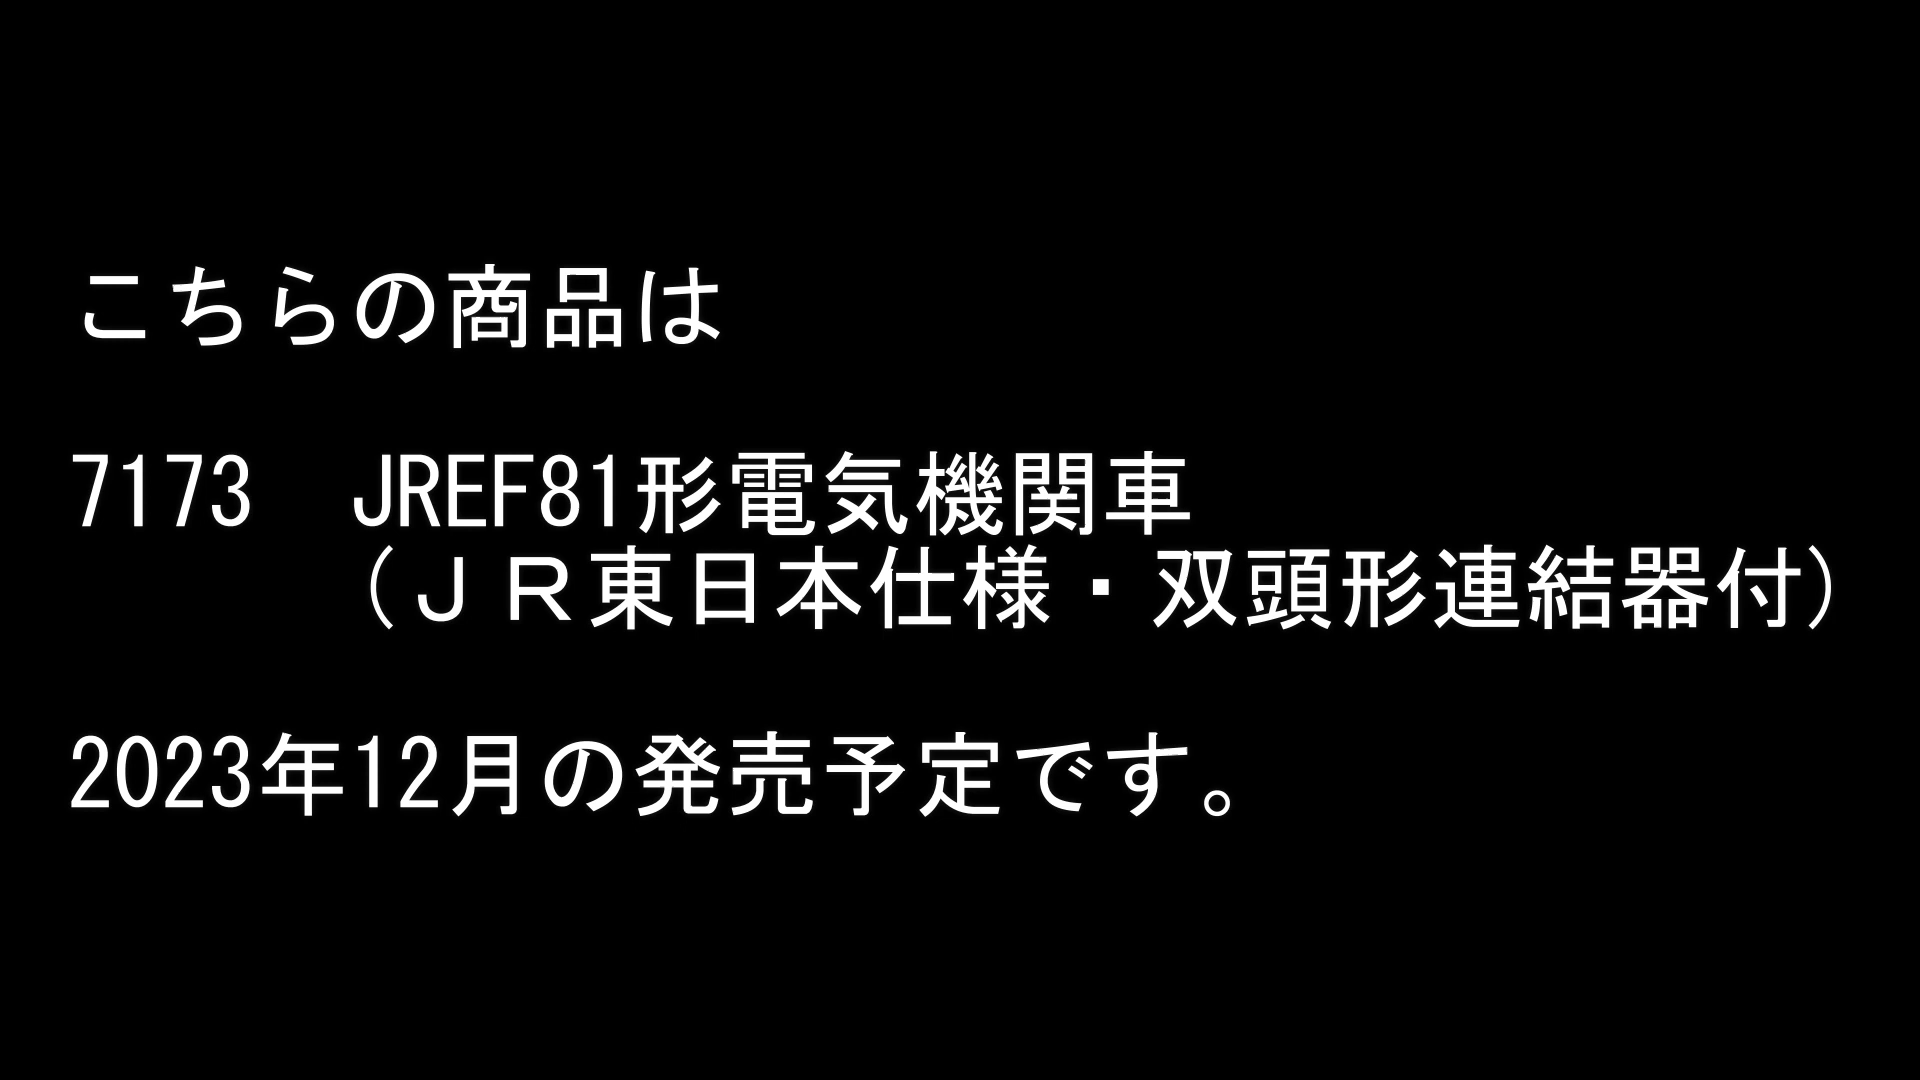 こちらの商品は
7173　JREF81形電気機関車
（ＪＲ東日本仕様・双頭形連結器付）
2023年12月の発売予定です。